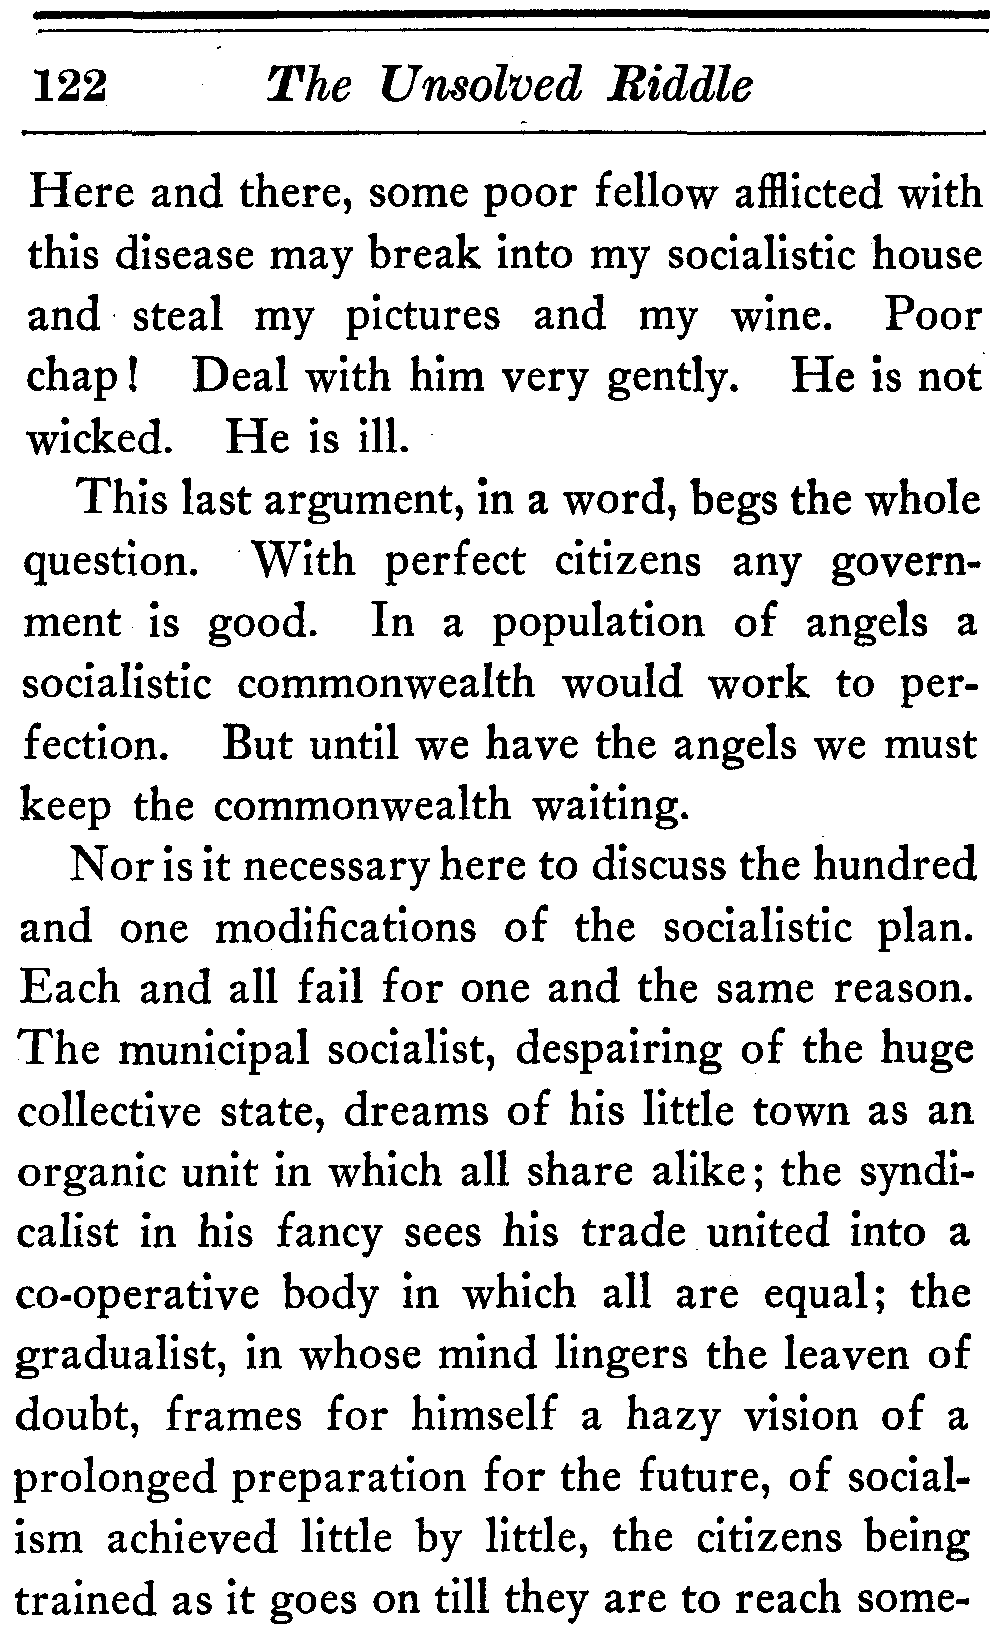 122 The Unsolved Riddle
Here and there, some poor fellow afflicted with
this disease may break into my socialistic house
and steal my pictures and my wine. Poor
chap! Deal with him very gently. He is not
wicked. He is ill.
This last argument, in a word, begs the whole
question. With perfect citizens any govern-
ment is good. In a population of angels a
socialistic commonwealth would work to per-
fection. But until we have the angels we must
keep the commonwealth waiting.
Nor is it necessary here to discuss the hundred
and one modifications of the socialistic plan.
Each and all fail for one and the same reason.
The municipal socialist, despairing of the huge
collective state, dreams of his little town as an
organic unit in which all share alike; the syndi-
calist in his fancy sees his trade united into a
co-operative body in which all are equal; the
gradualist, in whose mind lingers the leaven of
doubt, frames for himself a hazy vision of a
prolonged preparation for the future, of social-
ism achieved little by little, the citizens being
trained as it goes on till they are to reach some-